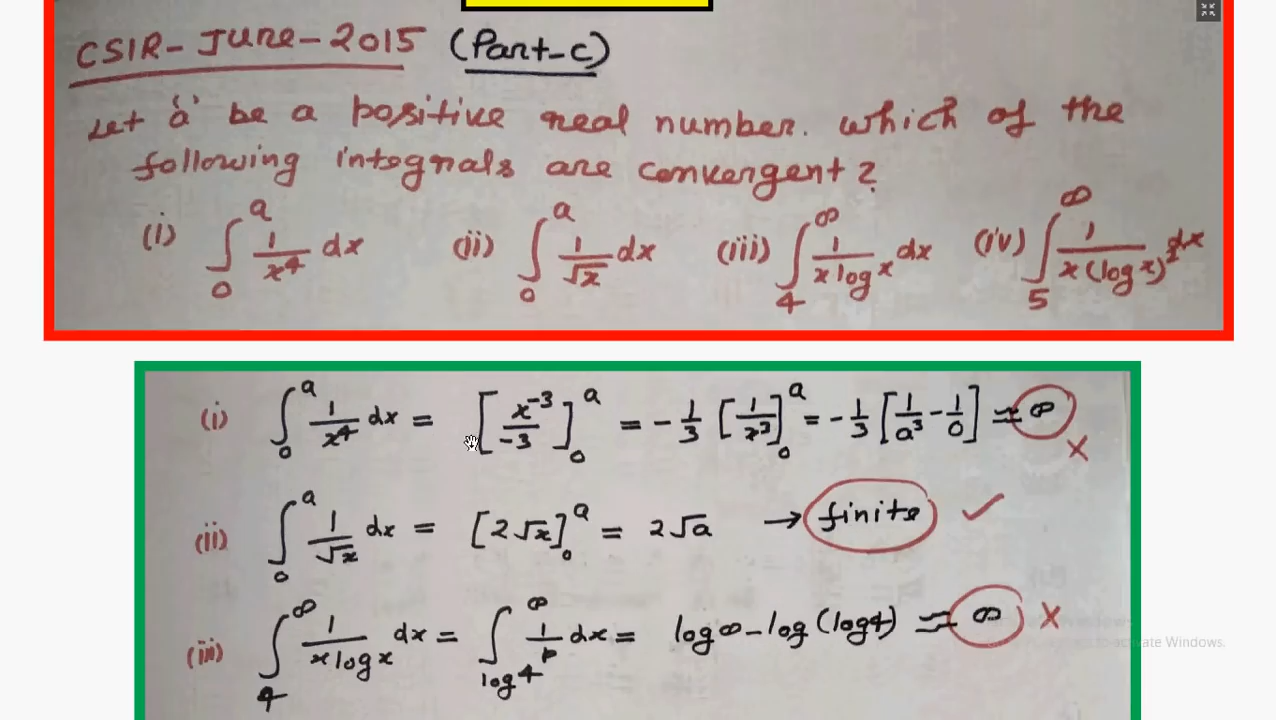 CSIR-June-2015 (Part-C)
Let 'a' be a positive real number. which of the
following integrals are convergent?
(i) ∫₀ᵃ 1/x⁴ dx (ii) ∫₀ᵃ 1/√x dx (iii) ∫₄^∞ 1/(x log x) dx (iv) ∫₅^∞ 1/(x(log x)²) dx
(i) ∫₀ᵃ 1/x⁴ dx = [x⁻³/-3]₀ᵃ = -1/3 [1/x³]₀ᵃ = -1/3 [1/a³ - 1/0] ≈ ∞ ×
(ii) ∫₀ᵃ 1/√x dx = [2√x]₀ᵃ = 2√a → finite ✓
(iii) ∫₄^∞ 1/(x log x) dx = ∫_{log 4}^∞ 1/p dx = log ∞ - log(log 4) ≈ ∞ ×